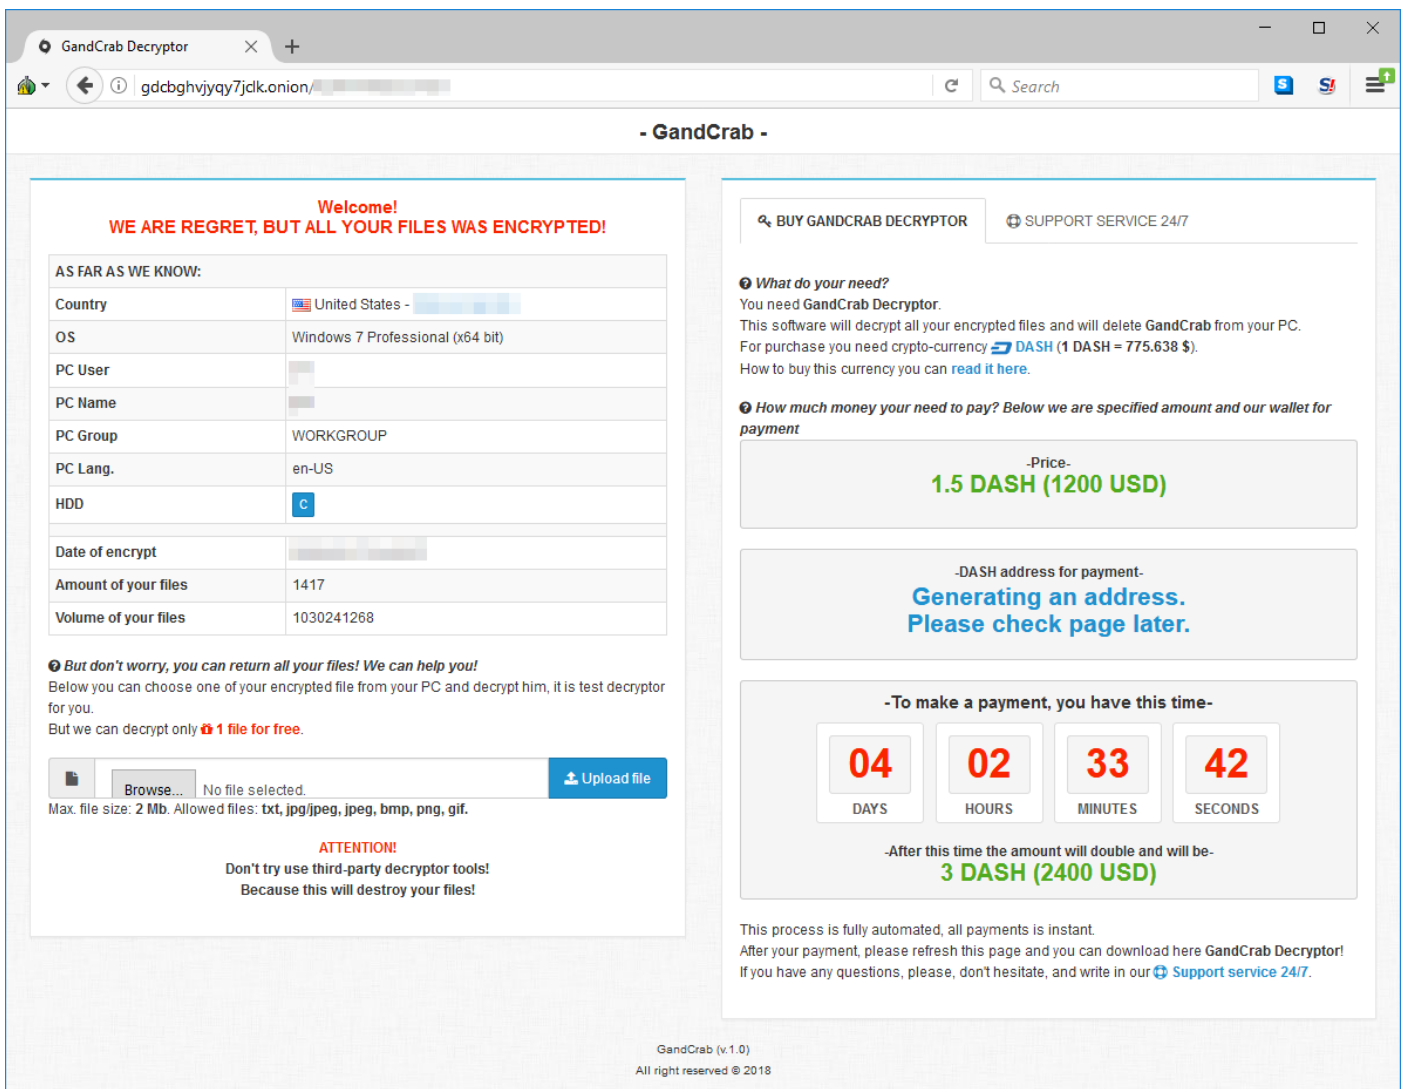 GandCrab Decryptor
gdcbghvjyqy7jdlk.onion/
Search
- GandCrab -
Welcome!
WE ARE REGRET, BUT ALL YOUR FILES WAS ENCRYPTED!
AS FAR AS WE KNOW:
Country United States -
OS Windows 7 Professional (x64 bit)
PC User
PC Name
PC Group WORKGROUP
PC Lang. en-US
HDD C
Date of encrypt
Amount of your files 1417
Volume of your files 1030241268
But don't worry, you can return all your files! We can help you!
Below you can choose one of your encrypted file from your PC and decrypt him, it is test decryptor
for you.
But we can decrypt only 1 file for free.
Browse... No file selected.
Upload file
Max. file size: 2 Mb. Allowed files: txt, jpg/jpeg, jpeg, bmp, png, gif.
ATTENTION!
Don't try use third-party decryptor tools!
Because this will destroy your files!
BUY GANDCRAB DECRYPTOR
SUPPORT SERVICE 24/7
What do your need?
You need GandCrab Decryptor.
This software will decrypt all your encrypted files and will delete GandCrab from your PC.
For purchase you need crypto-currency DASH (1 DASH = 775.638 $).
How to buy this currency you can read it here.
How much money your need to pay? Below we are specified amount and our wallet for
payment
-Price-
1.5 DASH (1200 USD)
-DASH address for payment-
Generating an address.
Please check page later.
-To make a payment, you have this time-
04 02 33 42
DAYS HOURS MINUTES SECONDS
-After this time the amount will double and will be-
3 DASH (2400 USD)
This process is fully automated, all payments is instant.
After your payment, please refresh this page and you can download here GandCrab Decryptor!
If you have any questions, please, don't hesitate, and write in our Support service 24/7.
GandCrab (v.1.0)
All right reserved © 2018